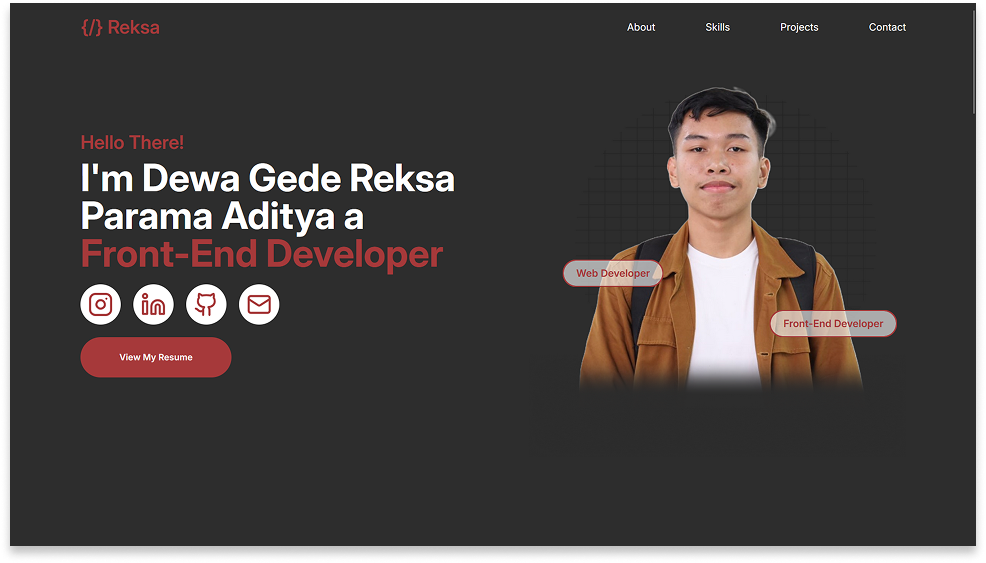 {/} Reksa
About
Skills
Projects
Contact
Hello There!
I'm Dewa Gede Reksa
Parama Aditya a
Front-End Developer
View My Resume
Web Developer
Front-End Developer